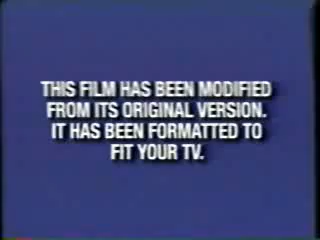 THIS FILM HAS BEEN MODIFIED
FROM ITS ORIGINAL VERSION.
IT HAS BEEN FORMATTED TO
FIT YOUR TV.